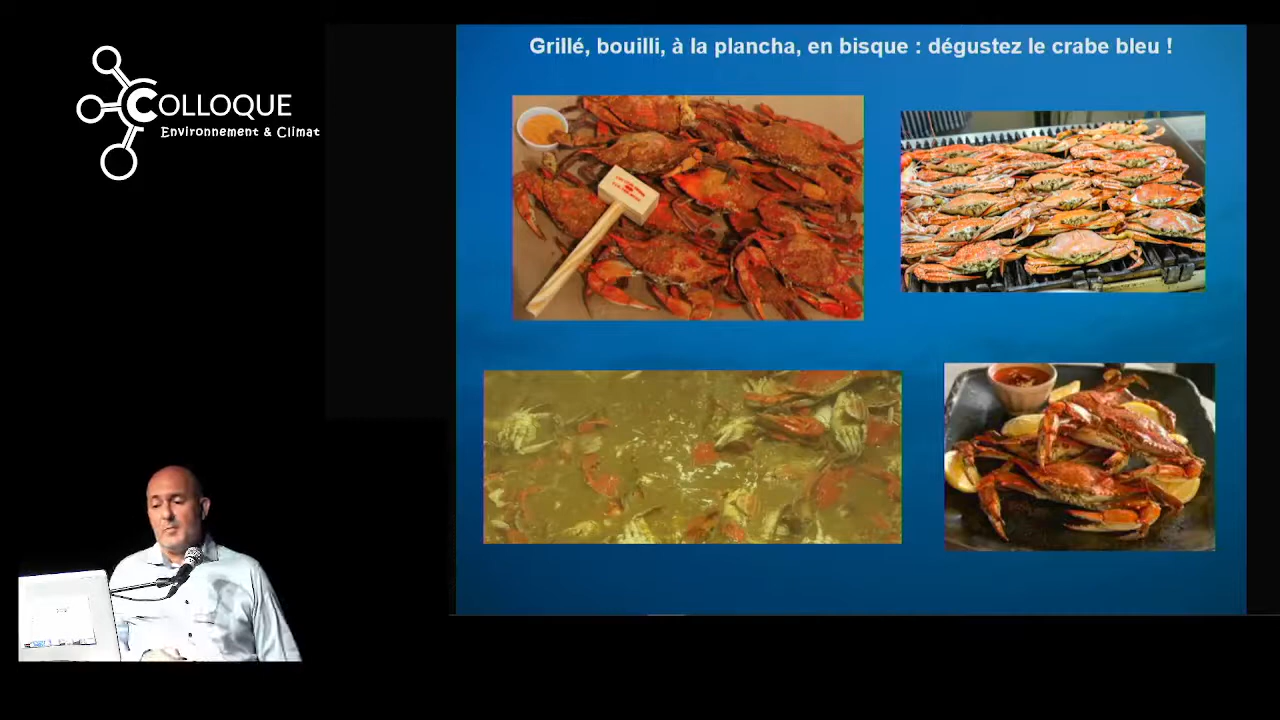 COLLOQUE
Environnement & Climat
Grillé, bouilli, à la plancha, en bisque : dégustez le crabe bleu !